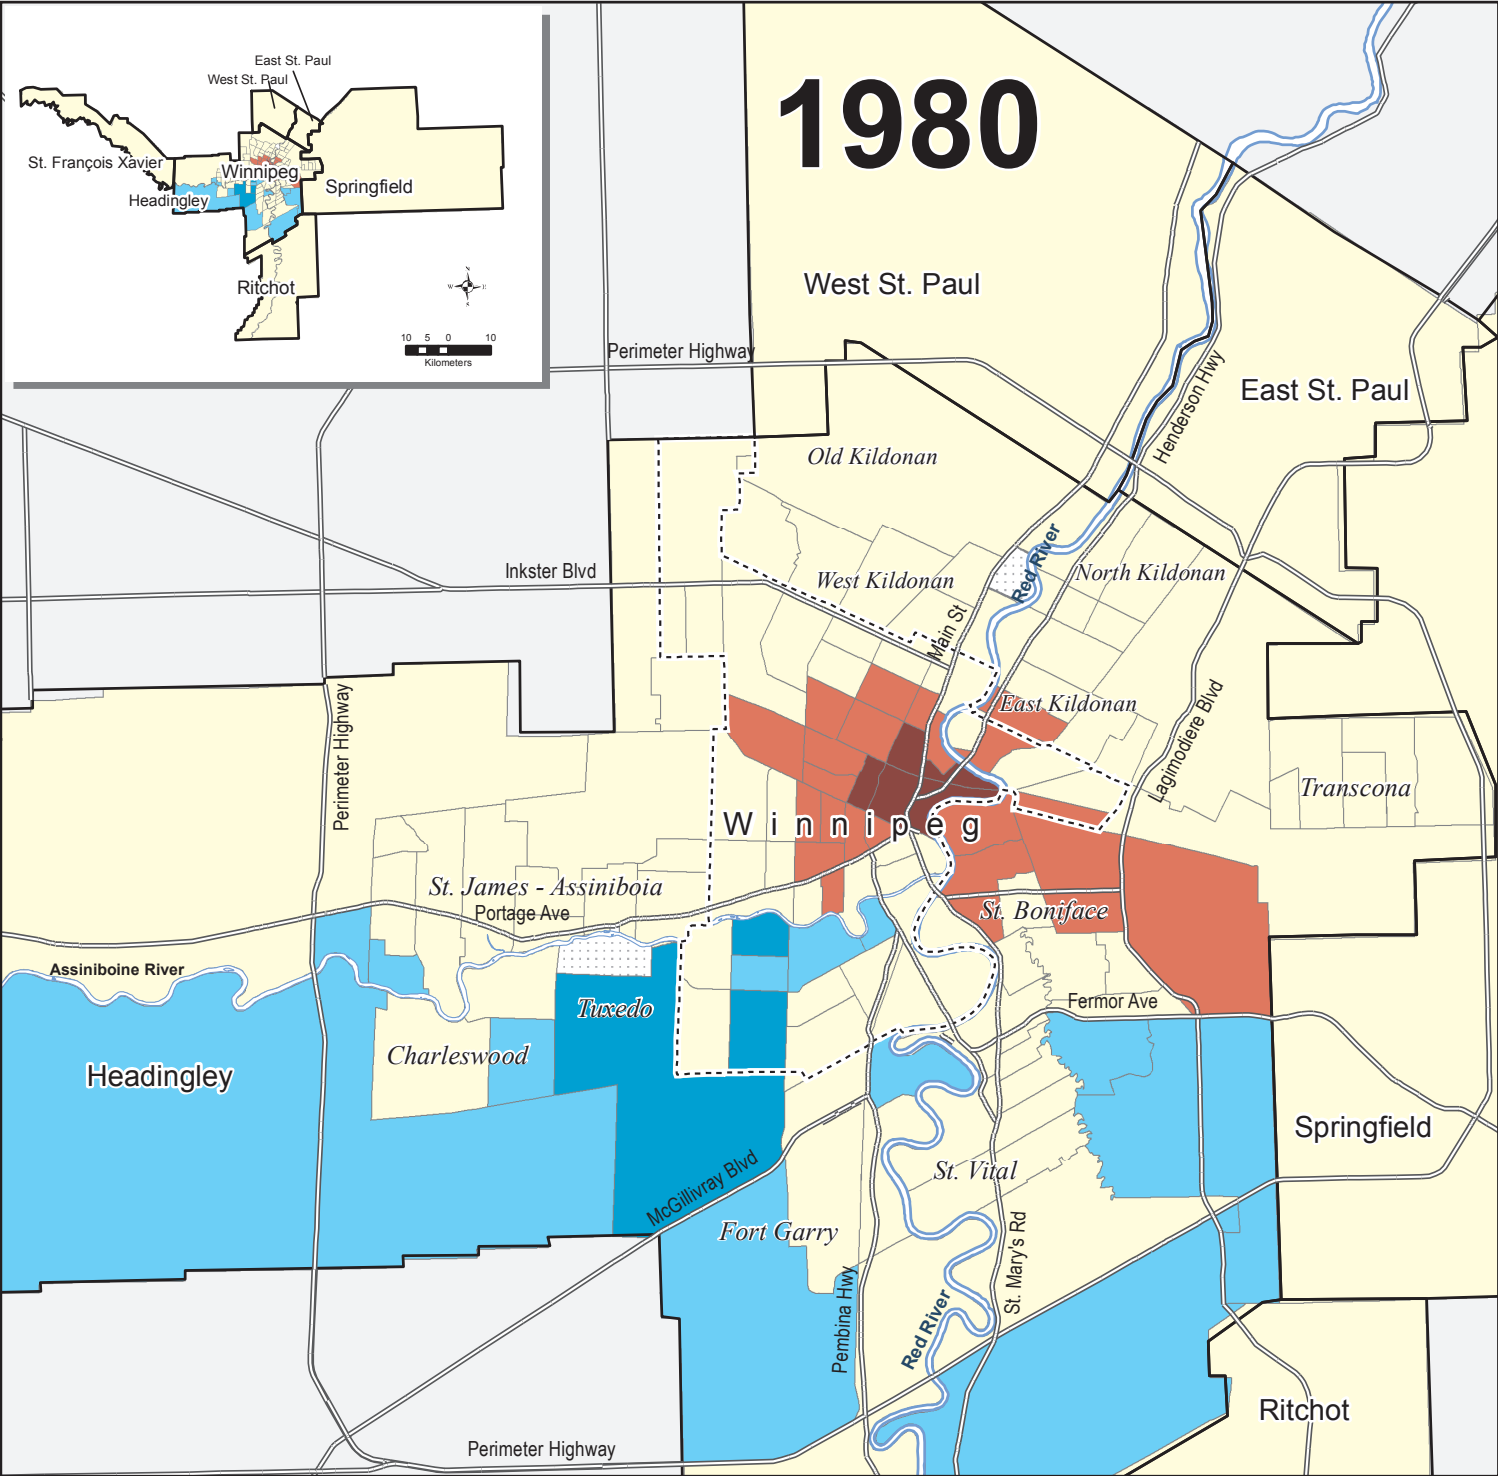 East St. Paul
West St. Paul
St. François Xavier
Winnipeg
Springfield
Headingley
Ritchot
N
W
S
10 5 0 10
Kilometers
1980
West St. Paul
Perimeter Highway
East St. Paul
Henderson Hwy
Old Kildonan
Red River
Inkster Blvd
West Kildonan
North Kildonan
Main St
East Kildonan
Perimeter Highway
Lagimodiere Blvd
Transcona
Winnipeg
St. James - Assiniboia
Portage Ave
St. Boniface
Assiniboine River
Tuxedo
Fermor Ave
Charleswood
Headingley
Springfield
McGillivray Blvd
St. Vital
Fort Garry
St. Mary's Rd
Pembina Hwy
Red River
Ritchot
Perimeter Highway